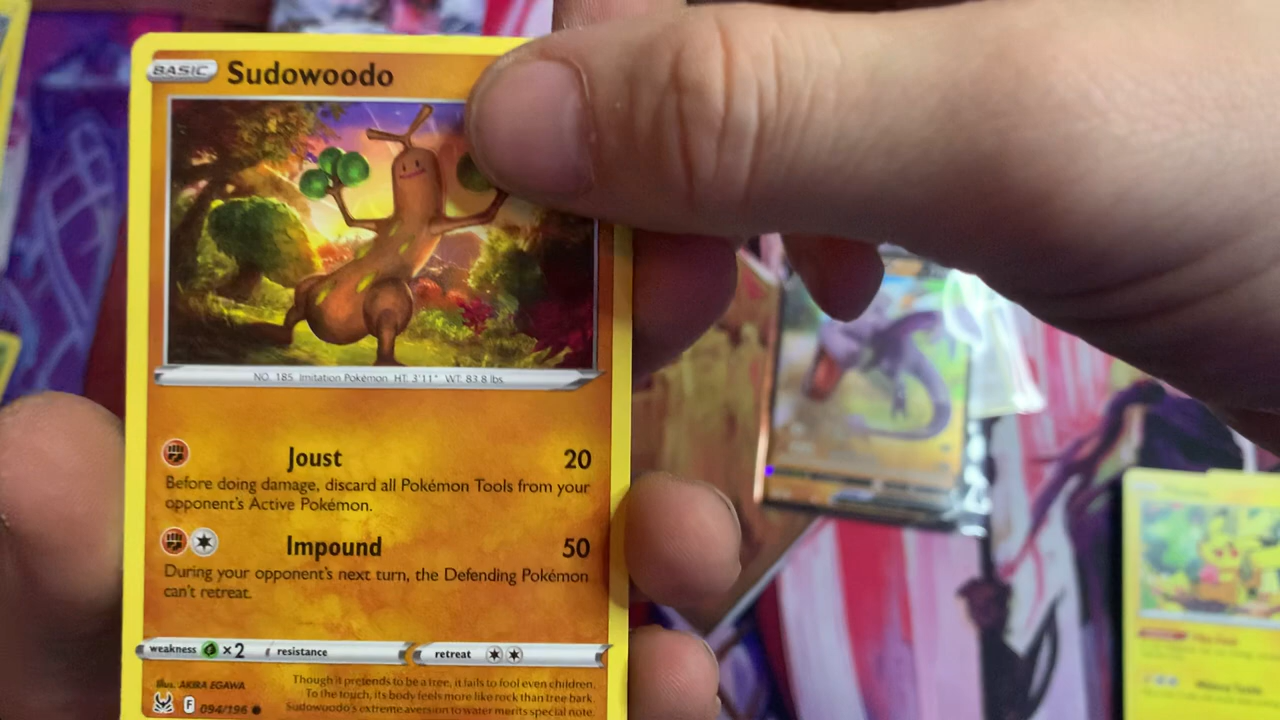 BASIC Sudowoodo
NO. 185 Imitation Pokémon HT: 3'11" WT: 83.8 lbs.
Joust 20
Before doing damage, discard all Pokémon Tools from your
opponent's Active Pokémon.
Impound 50
During your opponent's next turn, the Defending Pokémon
can't retreat.
weakness ×2 resistance retreat
Illus. AKIRA EGAWA
Though it pretends to be a tree, it fails to fool even children.
To the touch, its body feels more like rock than tree bark.
Sudowoodo's extreme aversion to water merits special note.
F 094/196